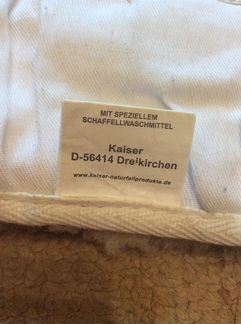 MIT SPEZIELLEM
SCHAFFELLWASCHMITTEL
Kaiser
D-56414 Dreikirchen
www.kaiser-naturfellprodukte.de